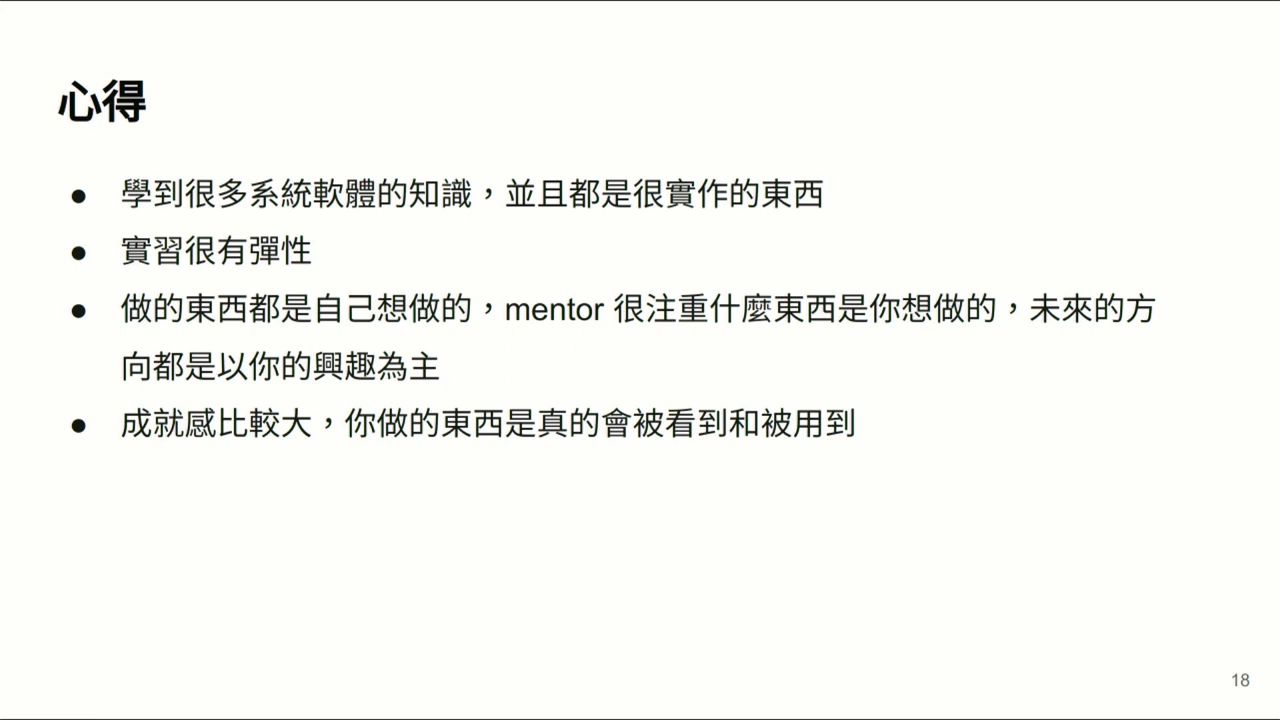 心得
● 學到很多系統軟體的知識，並且都是很實作的東西
● 實習很有彈性
● 做的東西都是自己想做的，mentor 很注重什麼東西是你想做的，未來的方
向都是以你的興趣為主
● 成就感比較大，你做的東西是真的會被看到和被用到
18